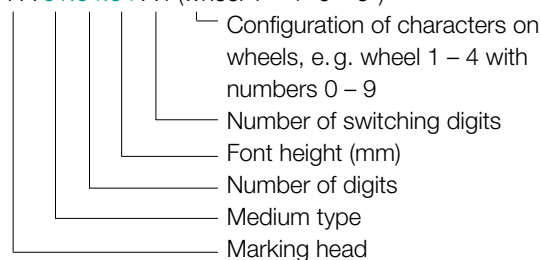 Configuration of characters on
wheels, e. g. wheel 1 – 4 with
numbers 0 – 9
Number of switching digits
Font height (mm)
Number of digits
Medium type
Marking head